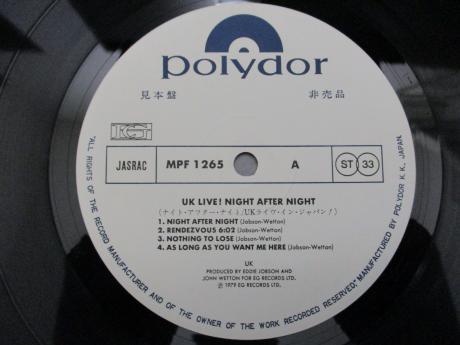 polydor
見本盤 非売品
EG
JASRAC MPF 1265 A ST 33
UK LIVE! NIGHT AFTER NIGHT
(ナイト・アフター・ナイト/UKライヴ・イン・ジャパン!)
1. NIGHT AFTER NIGHT (Jobson-Wetton)
2. RENDEZVOUS 6:02 (Jobson-Wetton)
3. NOTHING TO LOSE (Jobson-Wetton)
4. AS LONG AS YOU WANT ME HERE (Jobson-Wetton)
UK
PRODUCED BY EDDIE JOBSON AND
JOHN WETTON FOR EG RECORDS LTD.
℗ 1979 EG RECORDS LTD.
"ALL RIGHTS OF THE RECORD MANUFACTURER AND OF THE OWNER OF THE WORK RECORDED RESERVED." MANUFACTURED BY POLYDOR K.K., JAPAN.